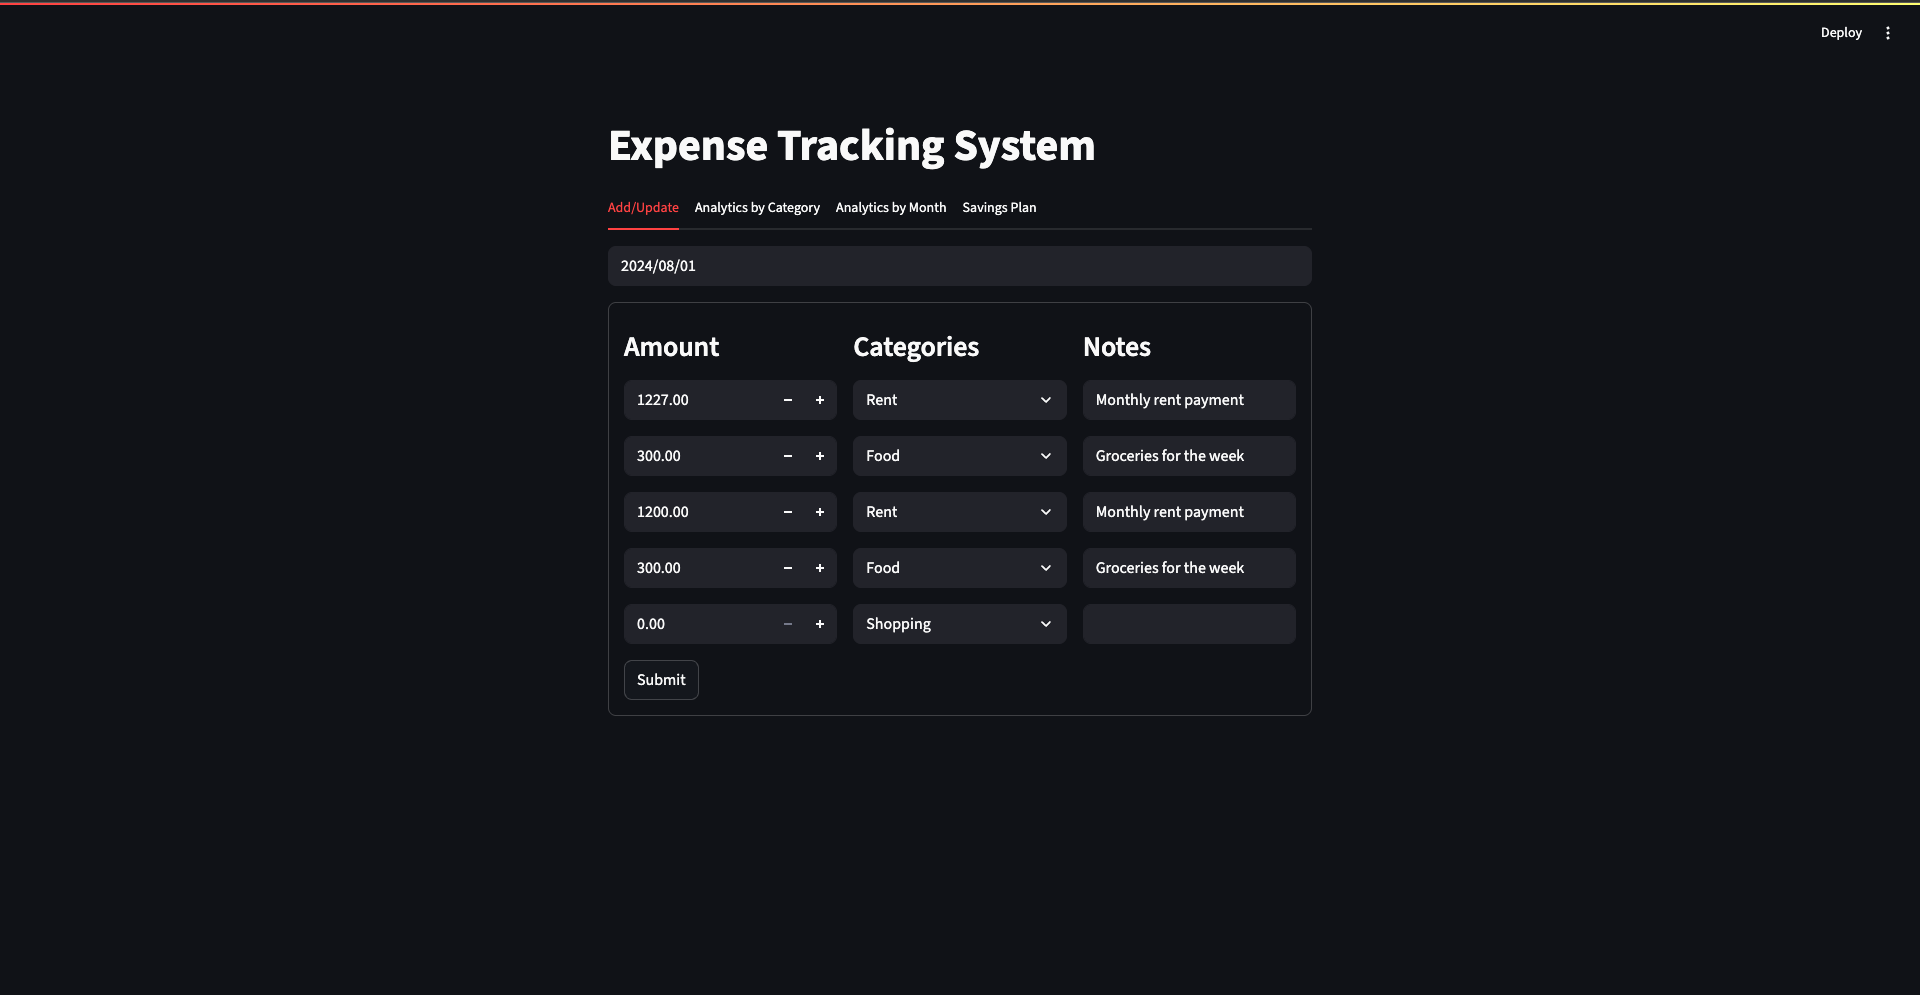 Deploy
Expense Tracking System
Add/Update Analytics by Category Analytics by Month Savings Plan
2024/08/01
Amount Categories Notes
1227.00 Rent Monthly rent payment
300.00 Food Groceries for the week
1200.00 Rent Monthly rent payment
300.00 Food Groceries for the week
0.00 Shopping
Submit